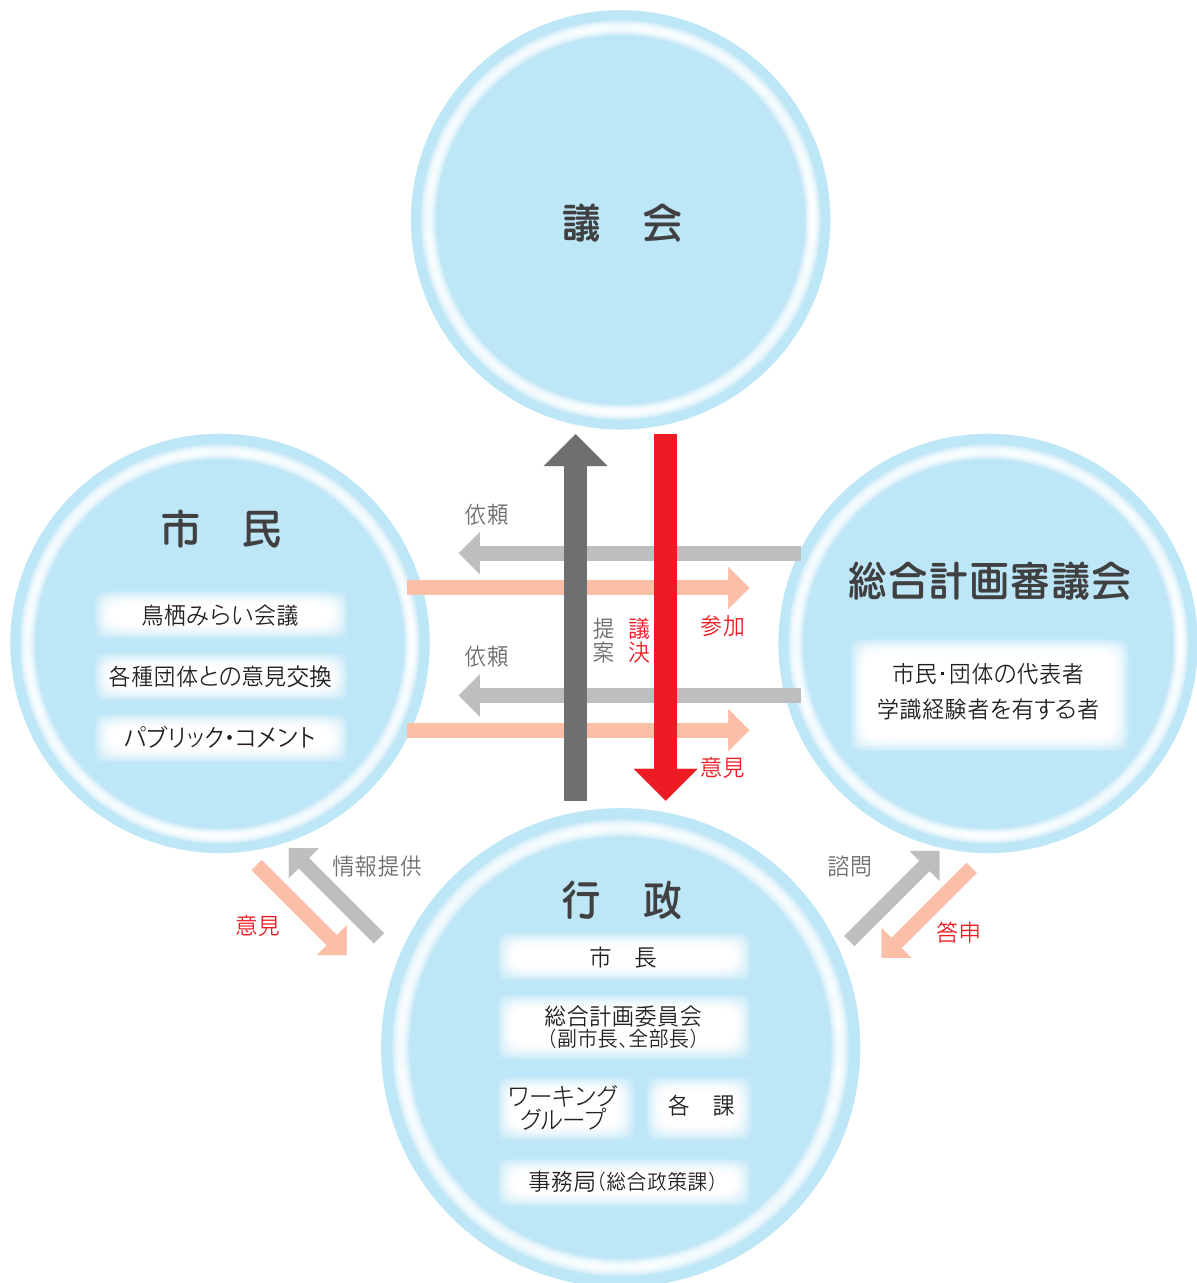 議　会
市　民
鳥栖みらい会議
各種団体との意見交換
パブリック・コメント
依頼
参加
依頼
意見
提案
議決
総合計画審議会
市民・団体の代表者
学識経験者を有する者
情報提供
意見
諮問
答申
行　政
市　長
総合計画委員会
（副市長、全部長）
ワーキング
グループ
各　課
事務局（総合政策課）